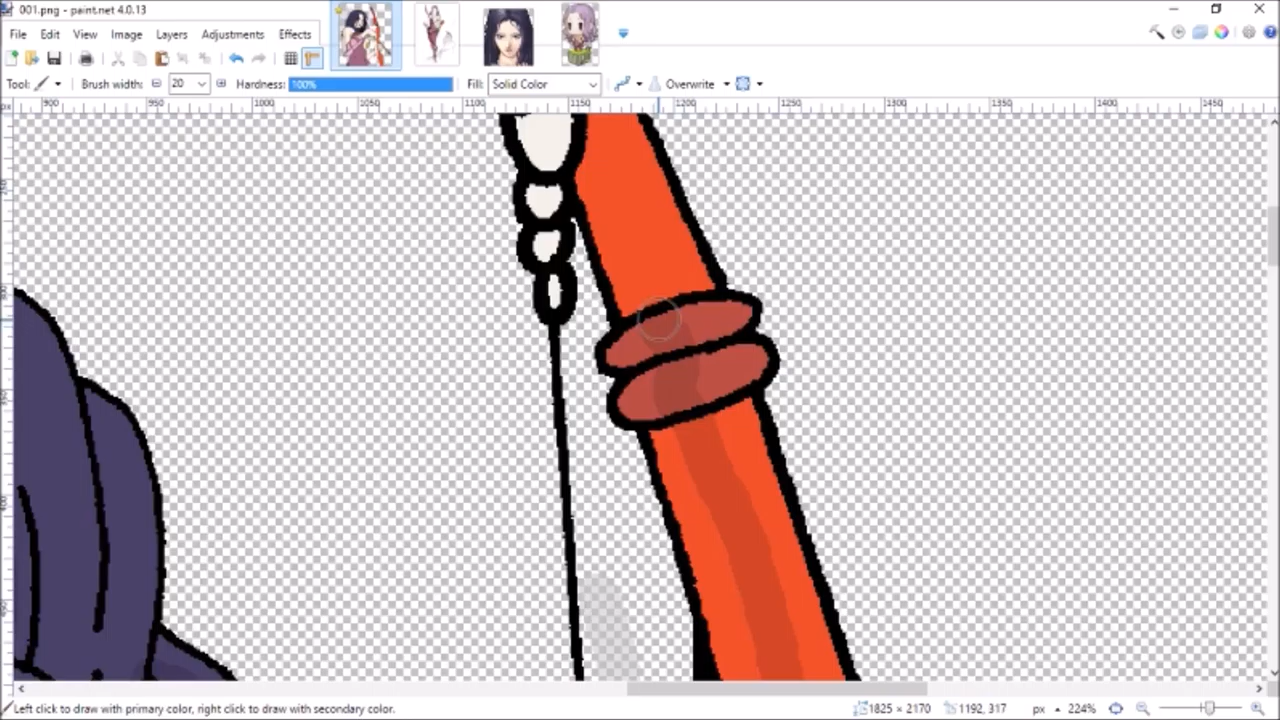 001.png - paint.net 4.0.13
File Edit View Image Layers Adjustments Effects
Tool: Brush width: 20 Hardness: 100% Fill: Solid Color Overwrite
px 900 950 1000 1050 1100 1150 1200 1250 1300 1350 1400 1450
Left click to draw with primary color, right click to draw with secondary color. 1825 × 2170 1192, 317 px 224%